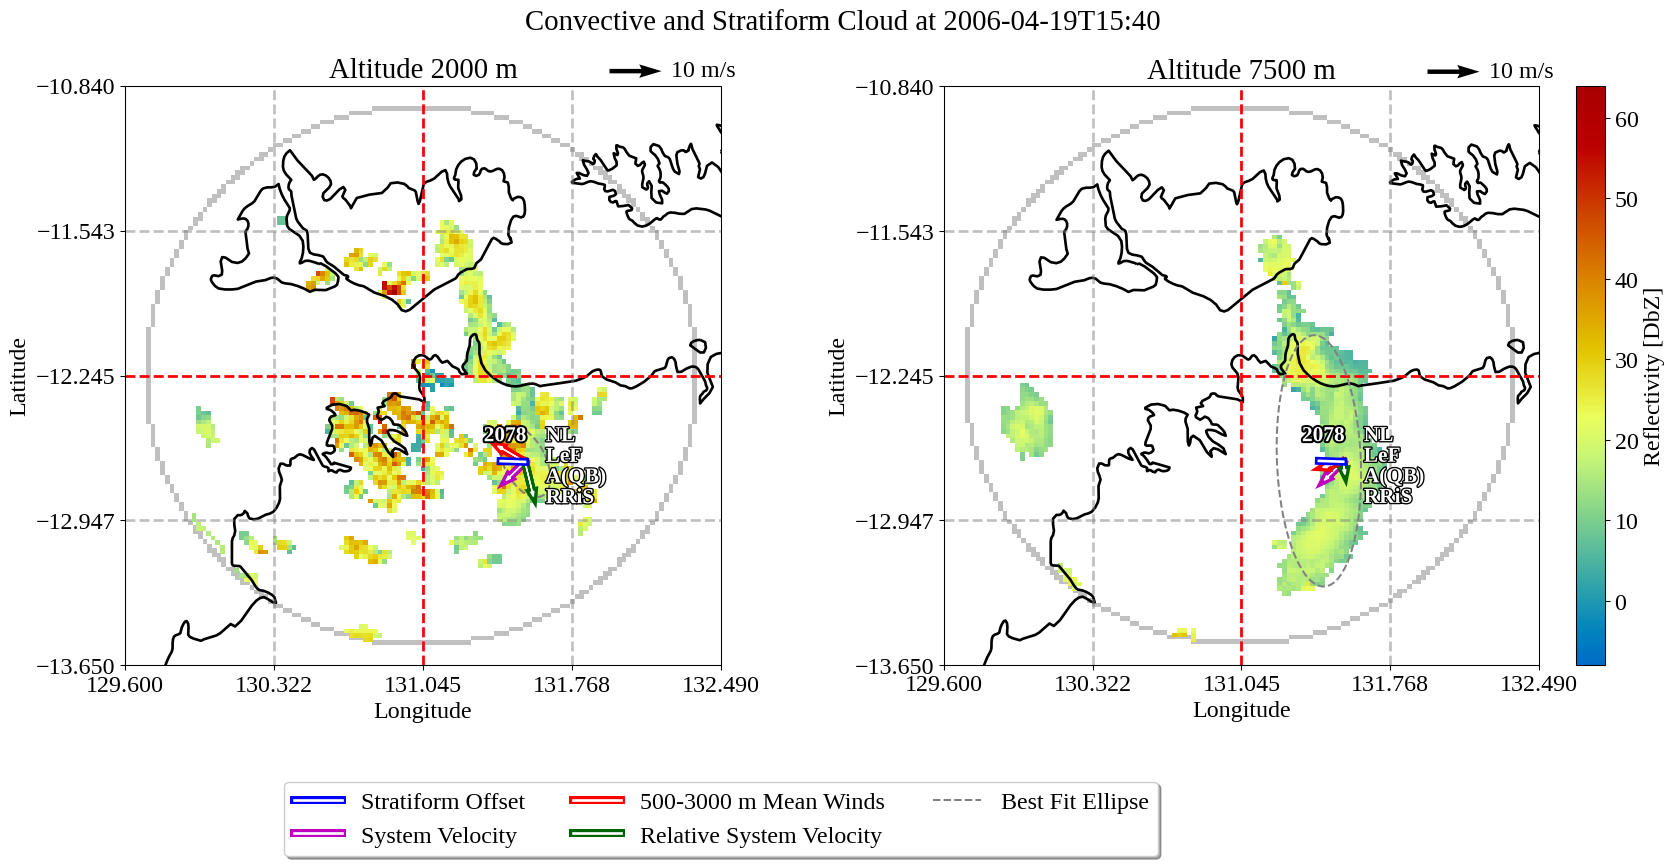 Convective and Stratiform Cloud at 2006-04-19T15:40
Altitude 2000 m
10 m/s
−10.840
−11.543
−12.245
−12.947
−13.650
Latitude
2078
NL
LeF
A(QB)
RRiS
129.600
130.322
131.045
131.768
132.490
Longitude
Altitude 7500 m
10 m/s
−10.840
−11.543
−12.245
−12.947
−13.650
Latitude
2078
NL
LeF
A(QB)
RRiS
129.600
130.322
131.045
131.768
132.490
Longitude
60
50
40
30
20
10
0
Reflectivity [DbZ]
Stratiform Offset
System Velocity
500-3000 m Mean Winds
Relative System Velocity
Best Fit Ellipse